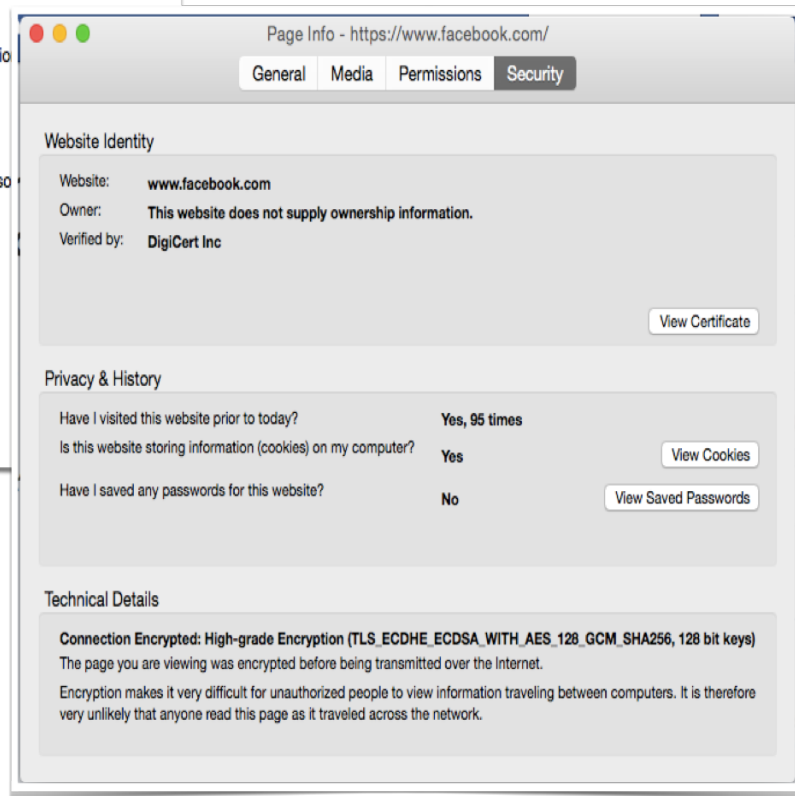 Page Info - https://www.facebook.com/
General Media Permissions Security
io
Website Identity
so
Website: www.facebook.com
Owner: This website does not supply ownership information.
Verified by: DigiCert Inc
View Certificate
Privacy & History
Have I visited this website prior to today? Yes, 95 times
Is this website storing information (cookies) on my computer? Yes View Cookies
Have I saved any passwords for this website? No View Saved Passwords
Technical Details
Connection Encrypted: High-grade Encryption (TLS_ECDHE_ECDSA_WITH_AES_128_GCM_SHA256, 128 bit keys)
The page you are viewing was encrypted before being transmitted over the Internet.
Encryption makes it very difficult for unauthorized people to view information traveling between computers. It is therefore
very unlikely that anyone read this page as it traveled across the network.